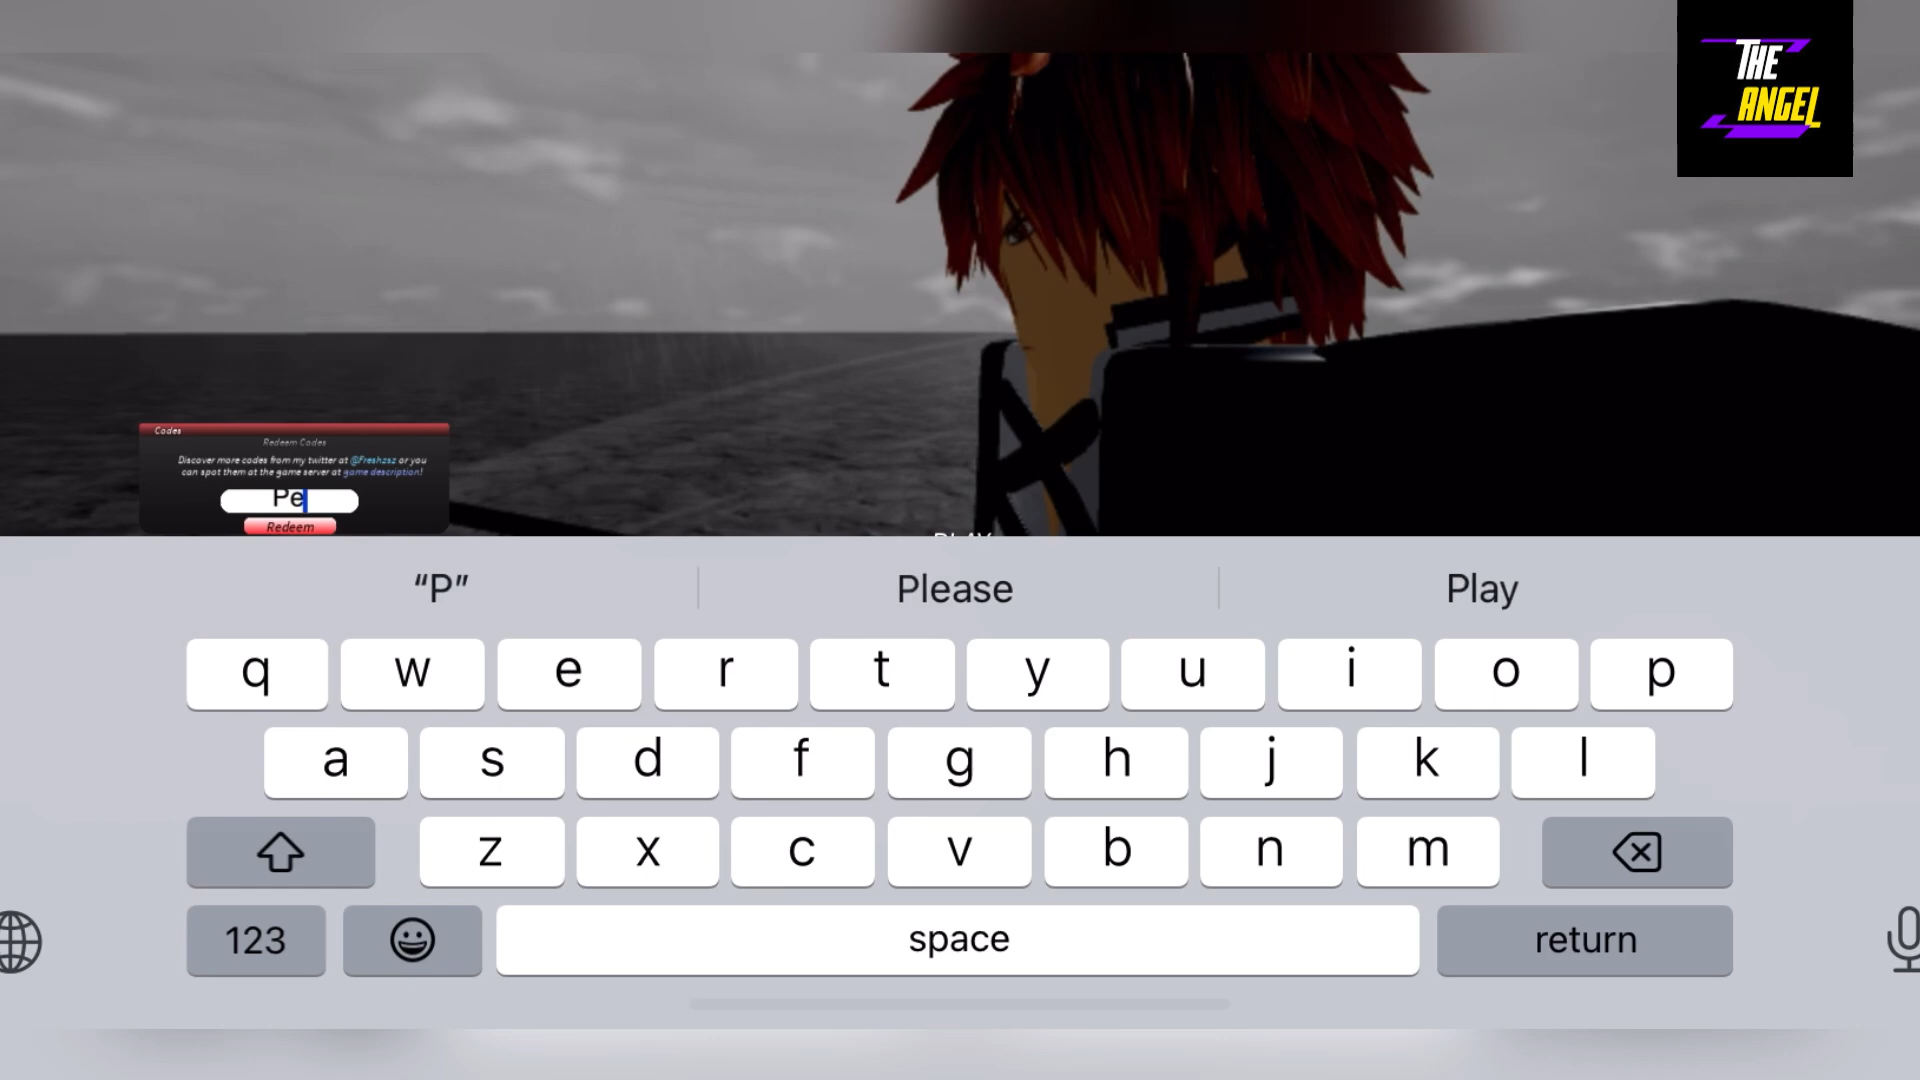 THE
ANGEL
Codes
Redeem Codes
Discover more codes from my twitter at @Freshzsz or you
can spot them at the game server at game description!
Pe
Redeem
PLAY
“P” Please Play
q w e r t y u i o p
a s d f g h j k l
z x c v b n m
123 space return